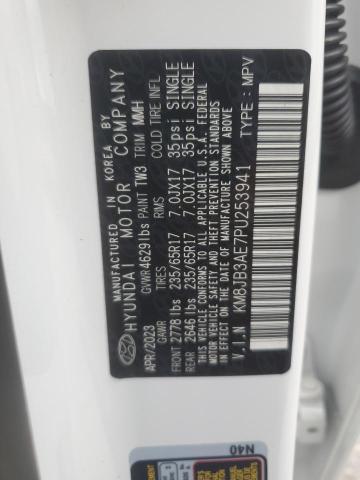 MANUFACTURED IN KOREA BY
HYUNDAI MOTOR COMPANY
APR/2023 GVWR 4629 lbs PAINT TW3 TRIM MMH
GAWR TIRES RIMS COLD TIRE INFL
FRONT 2778 lbs 235/65R17 7.0JX17 35psi SINGLE
REAR 2646 lbs 235/65R17 7.0JX17 35psi SINGLE
THIS VEHICLE CONFORMS TO ALL APPLICABLE U.S.A. FEDERAL
MOTOR VEHICLE SAFETY AND THEFT PREVENTION
STANDARDS IN EFFECT ON THE DATE OF MANUFACTURE SHOWN ABOVE
V.I.N KM8JB3AE7PU253941 TYPE : MPV
N40